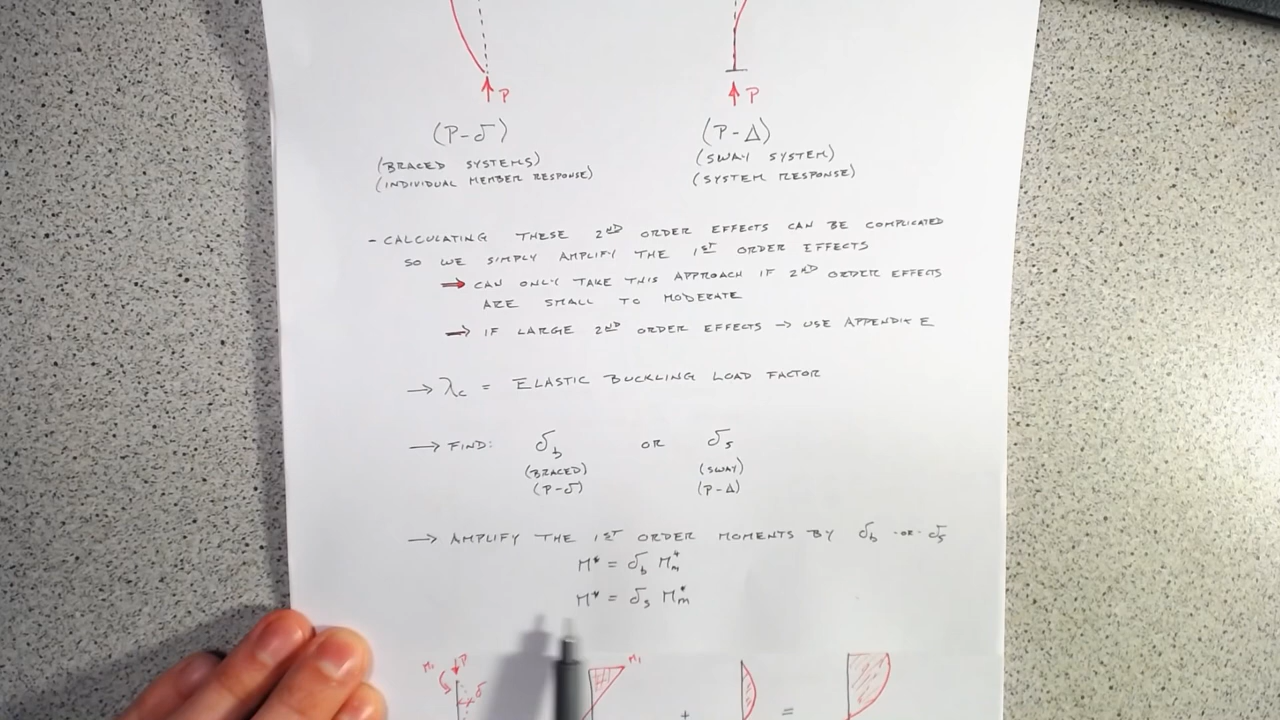 P P
(P-δ) (P-Δ)
(BRACED SYSTEMS) (SWAY SYSTEM)
(INDIVIDUAL MEMBER RESPONSE) (SYSTEM RESPONSE)
- CALCULATING THESE 2ND ORDER EFFECTS CAN BE COMPLICATED
SO WE SIMPLY AMPLIFY THE 1ST ORDER EFFECTS
⇒ CAN ONLY TAKE THIS APPROACH IF 2ND ORDER EFFECTS
ARE SMALL TO MODERATE
⇒ IF LARGE 2ND ORDER EFFECTS → USE APPENDIX E
→ λc = ELASTIC BUCKLING LOAD FACTOR
→ FIND: δb OR δs
(BRACED) (SWAY)
(P-δ) (P-Δ)
→ AMPLIFY THE 1ST ORDER MOMENTS BY δb -OR- δs
M* = δb M*m
M* = δs M*m
M1 P M1
δ
+ =